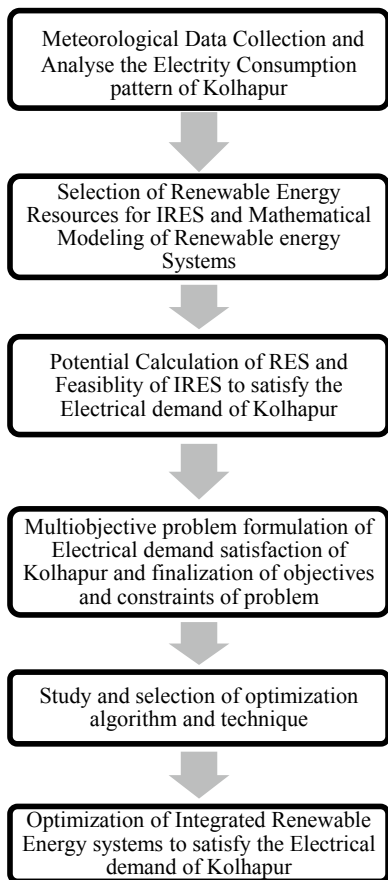 Meteorological Data Collection and
Analyse the Electrity Consumption
pattern of Kolhapur
Selection of Renewable Energy
Resources for IRES and Mathematical
Modeling of Renewable energy
Systems
Potential Calculation of RES and
Feasiblity of IRES to satisfy the
Electrical demand of Kolhapur
Multiobjective problem formulation of
Electrical demand satisfaction of
Kolhapur and finalization of objectives
and constraints of problem
Study and selection of optimization
algorithm and technique
Optimization of Integrated Renewable
Energy systems to satisfy the Electrical
demand of Kolhapur